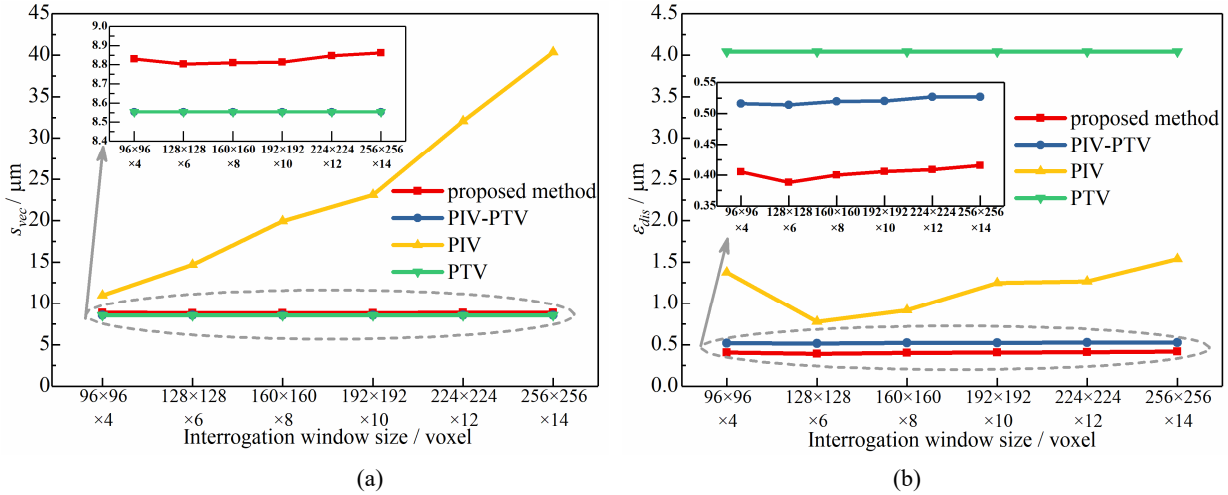 45
40
35
30
25
20
15
10
5
0
s_vec / μm
9.0
8.9
8.8
8.7
8.6
8.5
8.4
96×96 128×128 160×160 192×192 224×224 256×256
×4 ×6 ×8 ×10 ×12 ×14
proposed method
PIV-PTV
PIV
PTV
96×96 128×128 160×160 192×192 224×224 256×256
×4 ×6 ×8 ×10 ×12 ×14
Interrogation window size / voxel
(a)
4.5
4.0
3.5
3.0
2.5
2.0
1.5
1.0
0.5
0.0
ε_dis / μm
0.55
0.50
0.45
0.40
0.35
96×96 128×128 160×160 192×192 224×224 256×256
×4 ×6 ×8 ×10 ×12 ×14
proposed method
PIV-PTV
PIV
PTV
96×96 128×128 160×160 192×192 224×224 256×256
×4 ×6 ×8 ×10 ×12 ×14
Interrogation window size / voxel
(b)